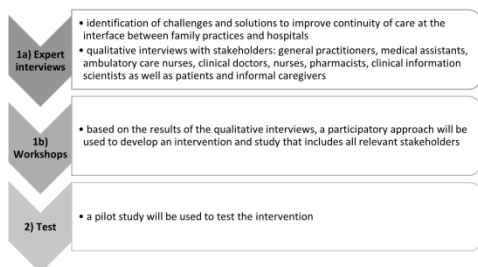 1a) Expert
interviews
• identification of challenges and solutions to improve continuity of care at the
interface between family practices and hospitals
• qualitative interviews with stakeholders: general practitioners, medical assistants,
ambulatory care nurses, clinical doctors, nurses, pharmacists, clinical information
scientists as well as patients and informal caregivers
1b)
Workshops
• based on the results of the qualitative interviews, a participatory approach will be
used to develop an intervention and study that includes all relevant stakeholders
2) Test
• a pilot study will be used to test the intervention